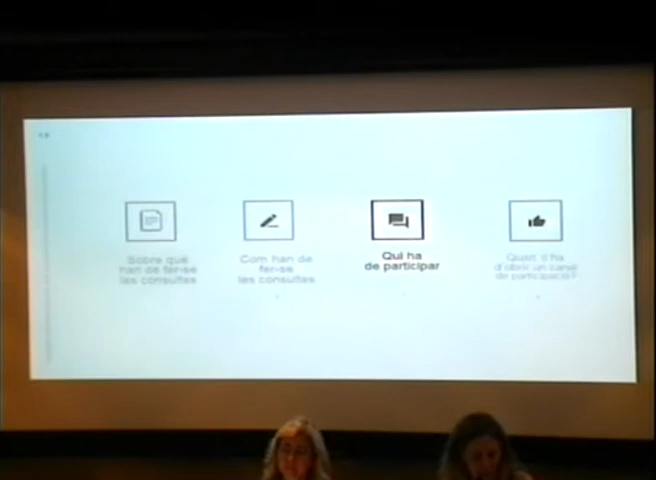 Sobre què
han de fer-se
les consultes
Com han de
fer-se
les consultes
Qui ha
de participar
Quan s'ha
d'obrir un canal
de participació?